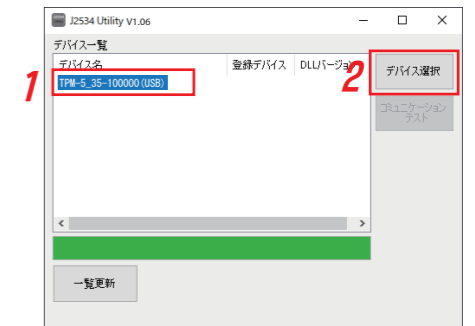 J2534 Utility V1.06
デバイス一覧
デバイス名 登録デバイス DLLバージョン
TPM-5_35-100000(USB)
1
2
デバイス選択
コミュニケーション
テスト
一覧更新